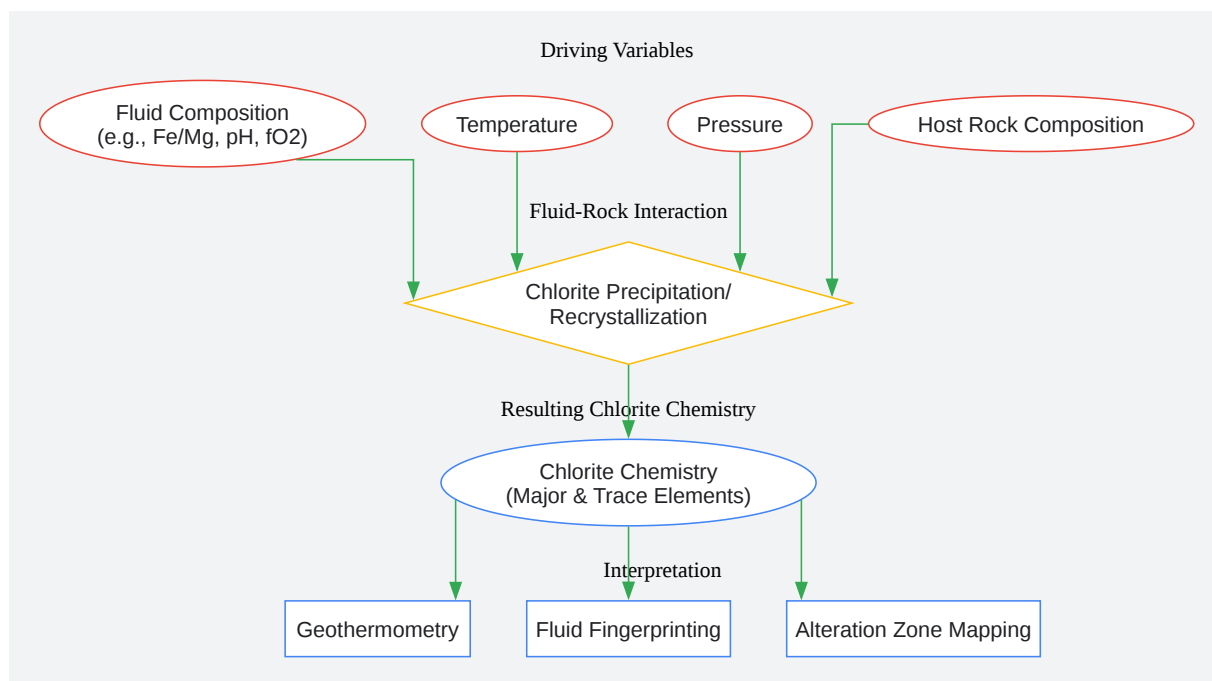 Driving Variables
Fluid Composition
(e.g., Fe/Mg, pH, fO2)
Temperature
Pressure
Host Rock Composition
Fluid-Rock Interaction
Chlorite Precipitation/
Recrystallization
Resulting Chlorite Chemistry
Chlorite Chemistry
(Major & Trace Elements)
Interpretation
Geothermometry
Fluid Fingerprinting
Alteration Zone Mapping